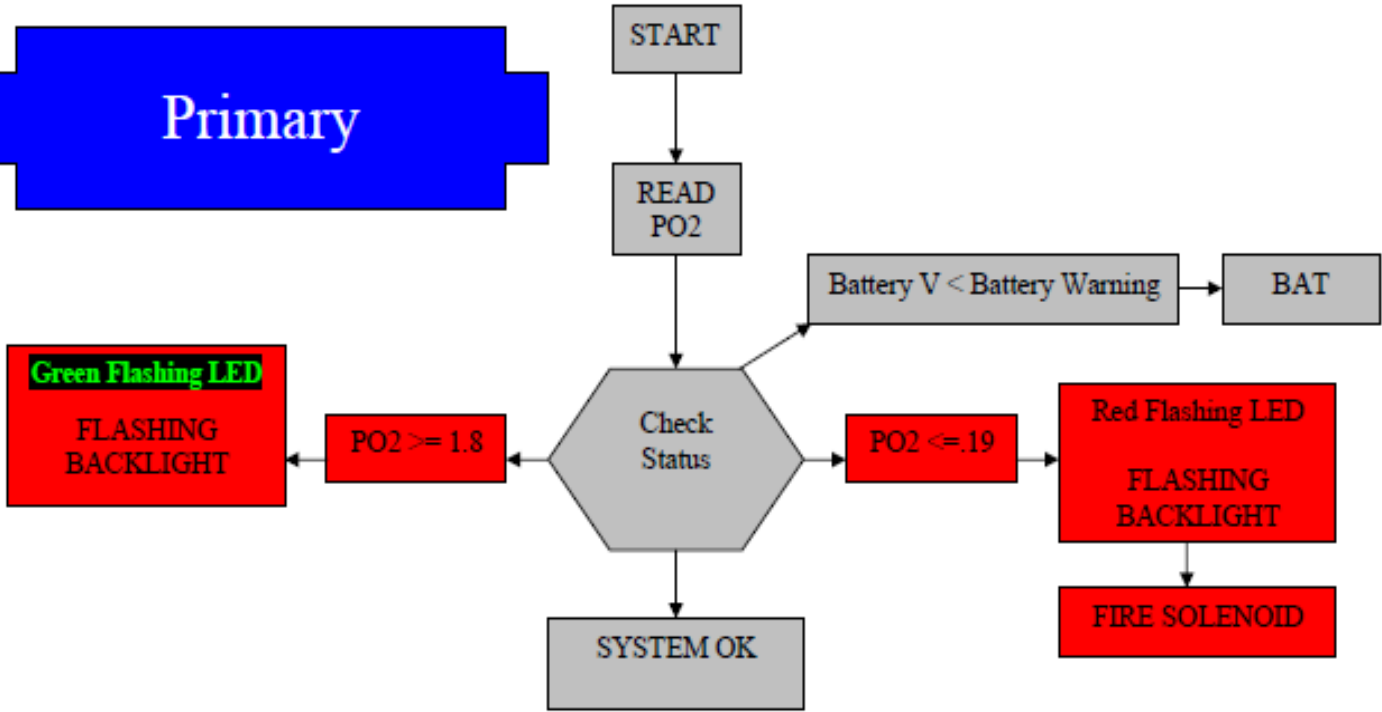 Primary
START
READ
PO2
Battery V < Battery Warning
BAT
Green Flashing LED
FLASHING
BACKLIGHT
PO2 >= 1.8
Check
Status
PO2 <=.19
Red Flashing LED
FLASHING
BACKLIGHT
FIRE SOLENOID
SYSTEM OK